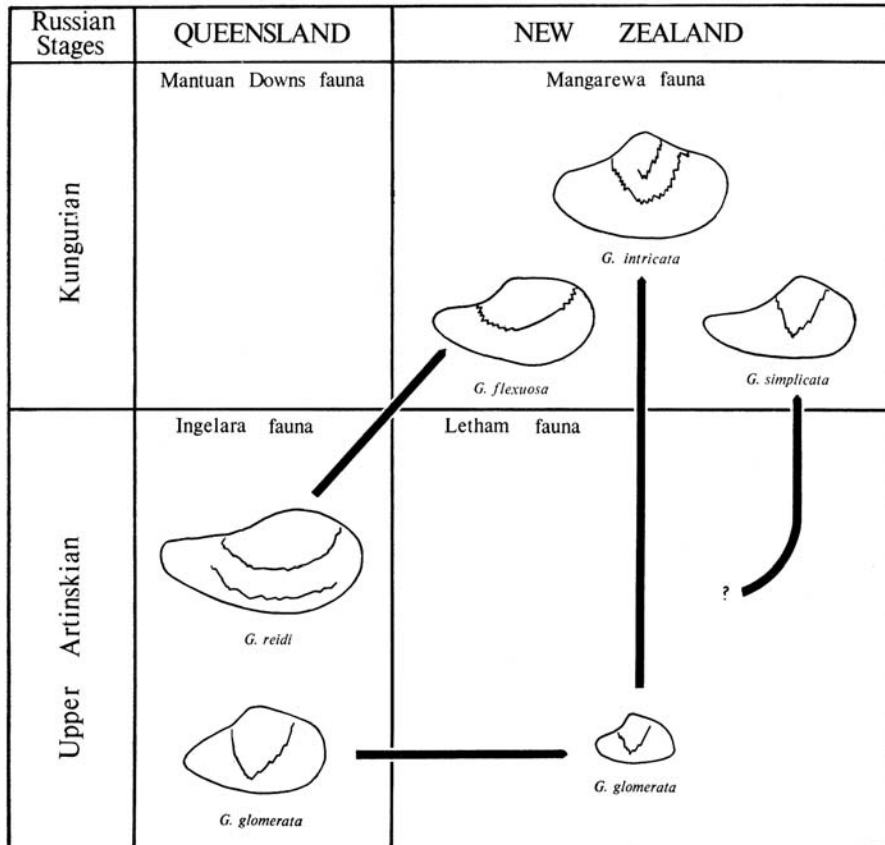 Russian
Stages
QUEENSLAND
NEW ZEALAND
Kungurian
Mantuan Downs fauna
Mangarewa fauna
G. intricata
G. flexuosa
G. simplicata
Upper Artinskian
Ingelara fauna
Letham fauna
?
G. reidi
G. glomerata
G. glomerata